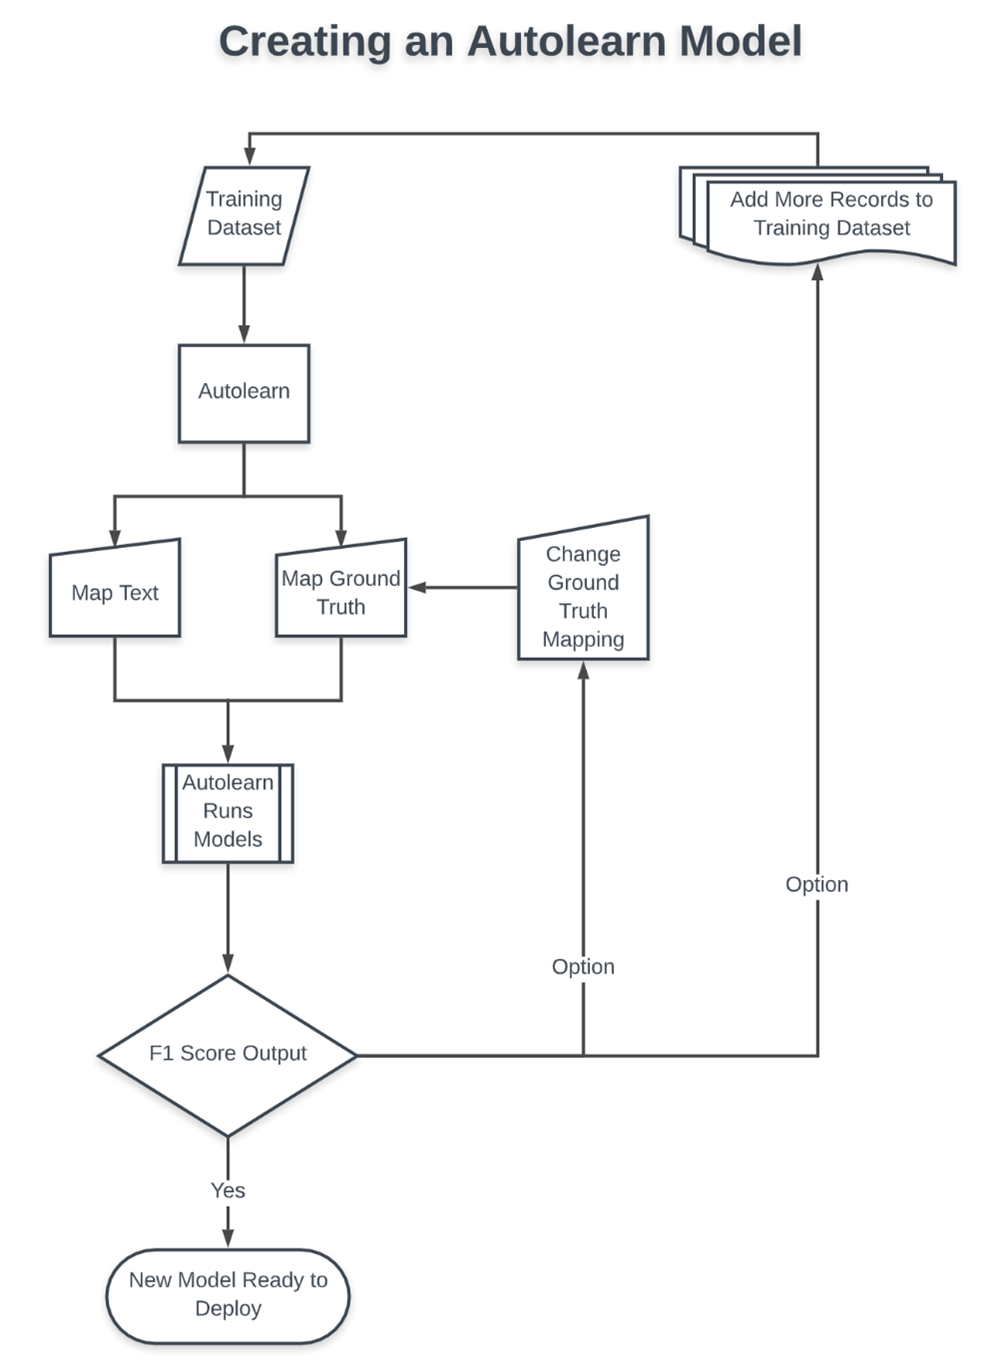 Creating an Autolearn Model
Training
Dataset
Add More Records to
Training Dataset
Autolearn
Map Text
Map Ground
Truth
Change
Ground
Truth
Mapping
Autolearn
Runs
Models
Option
Option
F1 Score Output
Yes
New Model Ready to
Deploy